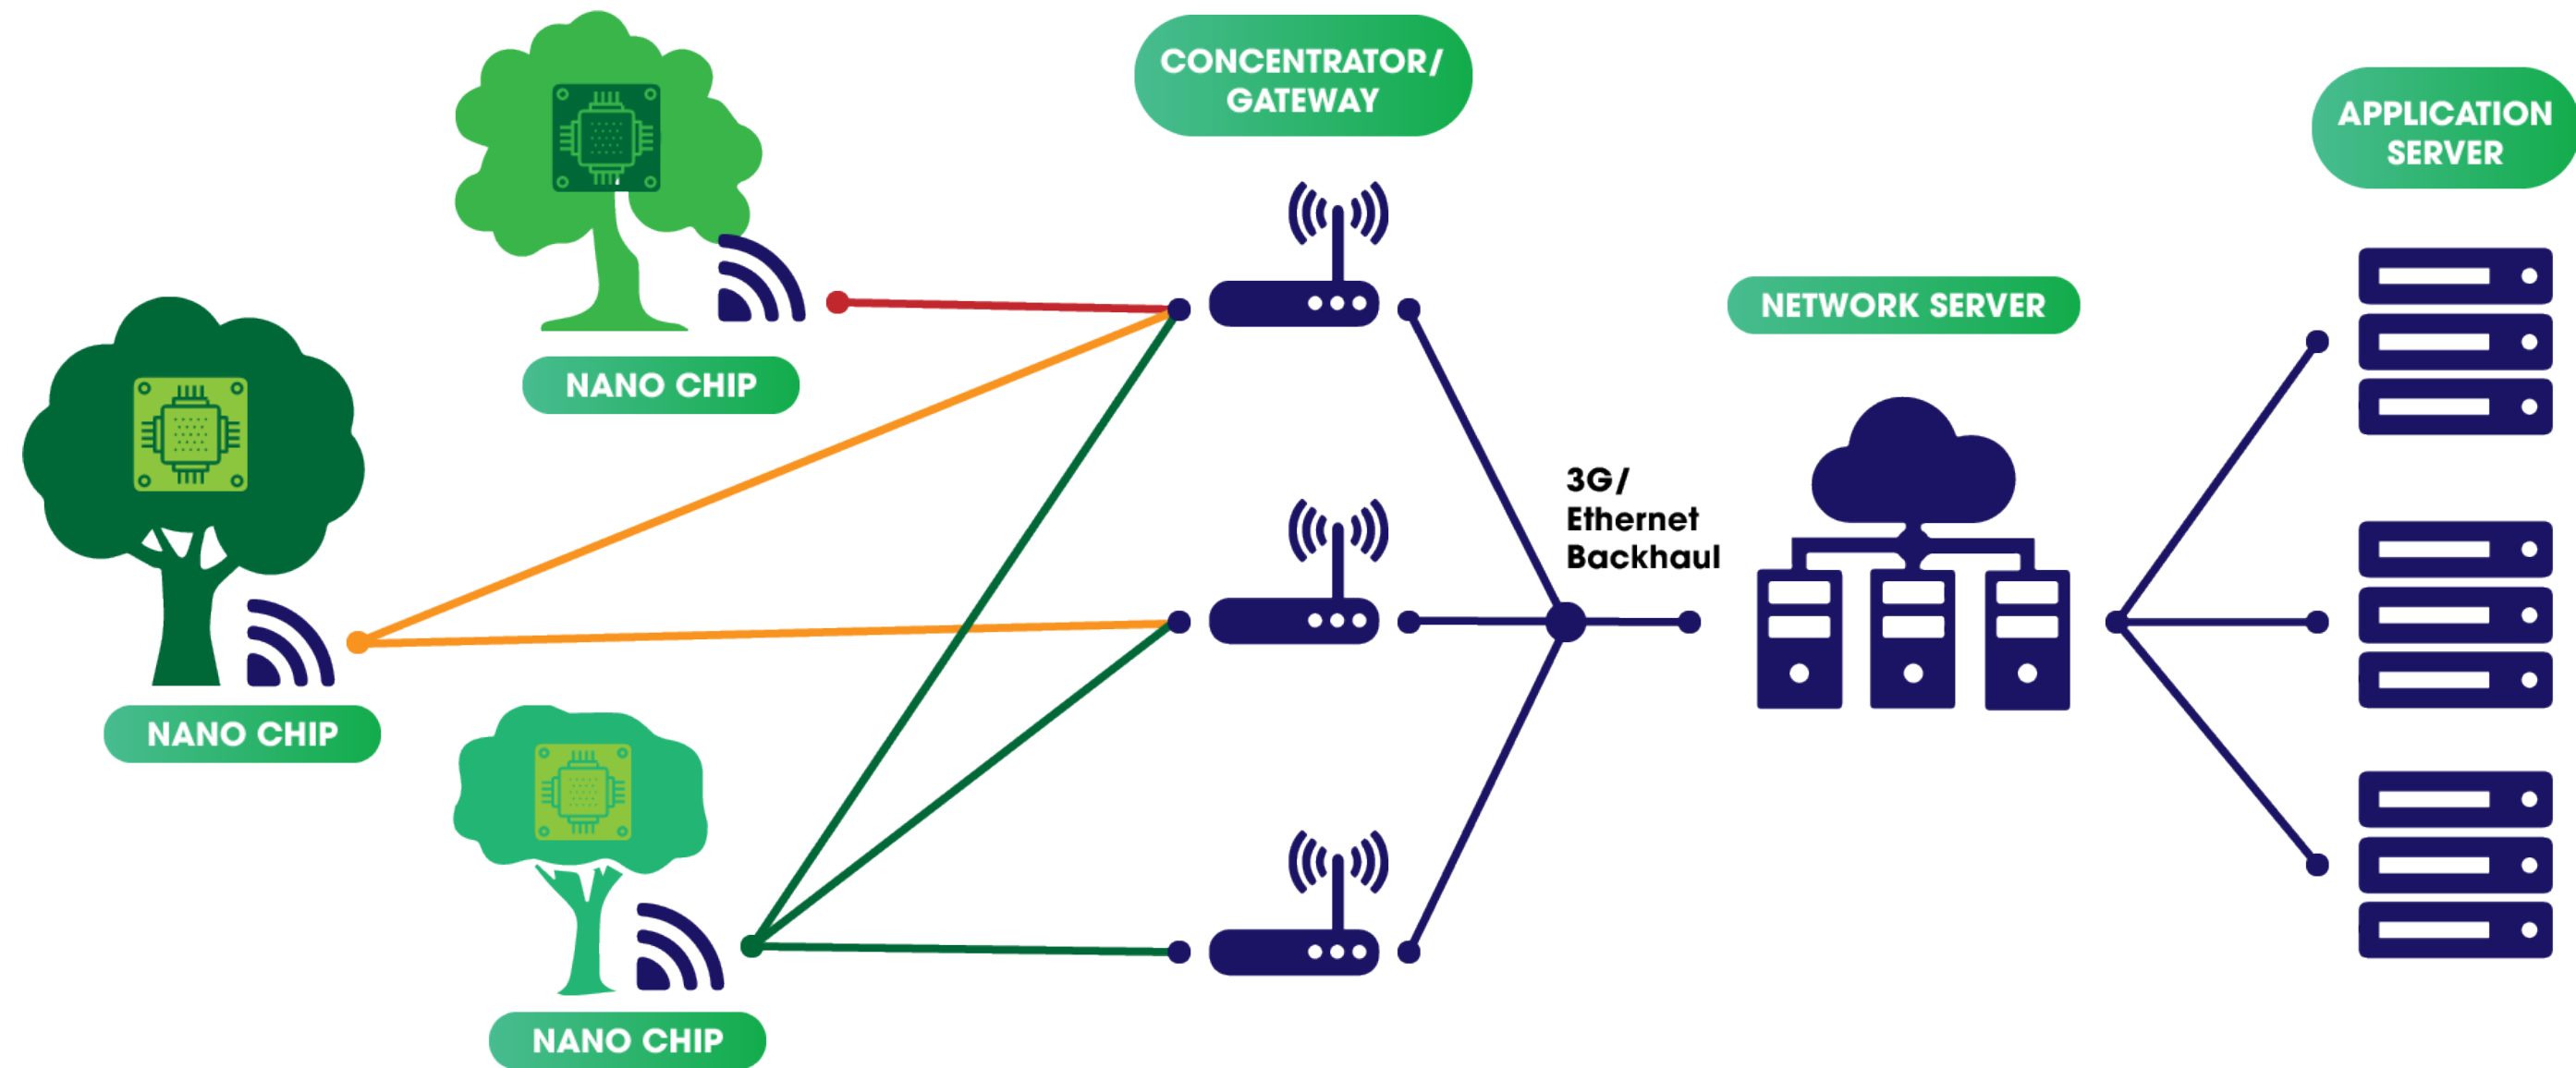 CONCENTRATOR/
GATEWAY
APPLICATION
SERVER
NETWORK SERVER
NANO CHIP
3G/
Ethernet
Backhaul
NANO CHIP
NANO CHIP